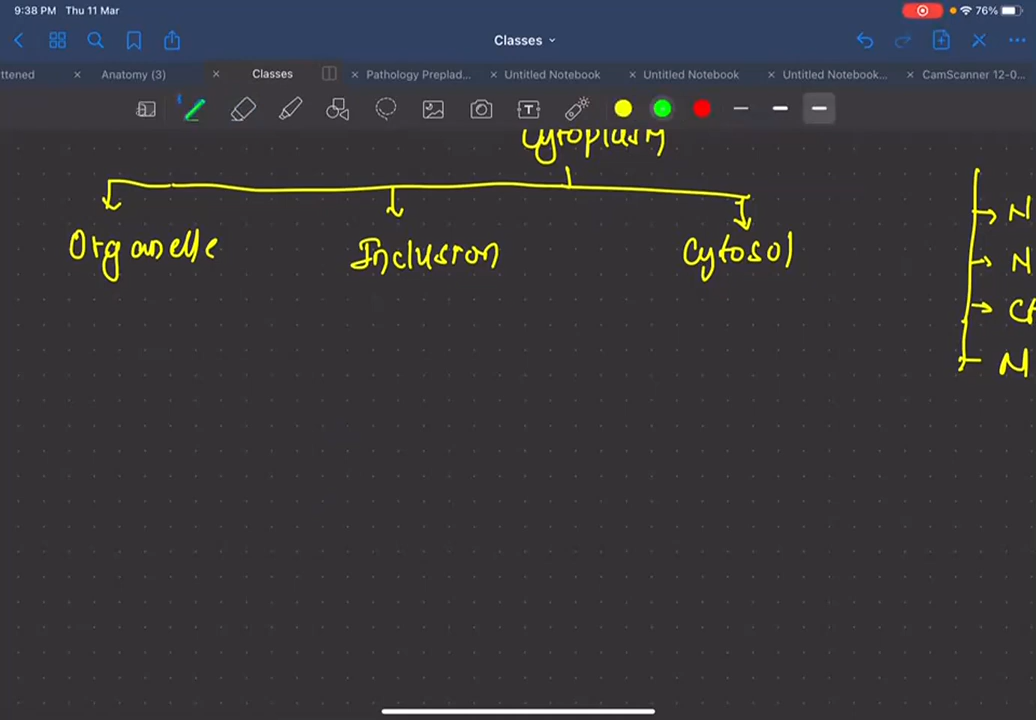 9:38 PM Thu 11 Mar
76%
Classes
ttened
Anatomy (3)
Classes
Pathology Preplad...
Untitled Notebook
Untitled Notebook
Untitled Notebook...
CamScanner 12-0...
T
Cytoplasm
Organelle
Inclusion
Cytosol
N
N
M